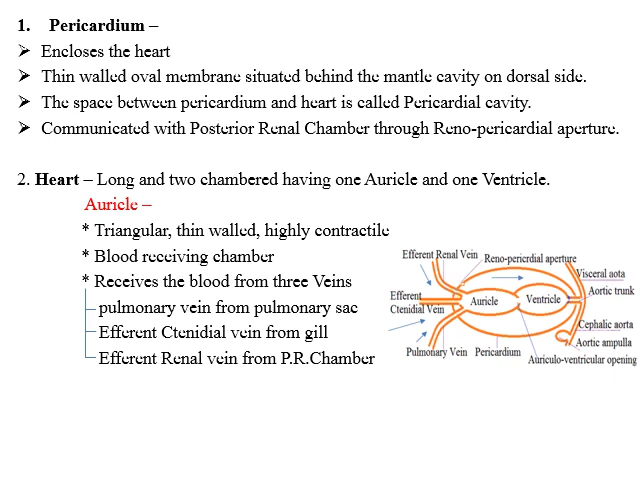 1. Pericardium –
➢ Encloses the heart
➢ Thin walled oval membrane situated behind the mantle cavity on dorsal side.
➢ The space between pericardium and heart is called Pericardial cavity.
➢ Communicated with Posterior Renal Chamber through Reno-pericardial aperture.
2. Heart – Long and two chambered having one Auricle and one Ventricle.
Auricle –
* Triangular, thin walled, highly contractile
* Blood receiving chamber
* Receives the blood from three Veins
pulmonary vein from pulmonary sac
Efferent Ctenidial vein from gill
Efferent Renal vein from P.R.Chamber
Efferent Renal Vein
Reno-pericrdial aperture
Visceral aota
Aortic trunk
Efferent
Ctenidial Vein
Auricle
Ventricle
Cephalic aorta
Aortic ampulla
Pulmonary Vein
Pericardium
Auriculo-ventricular opening